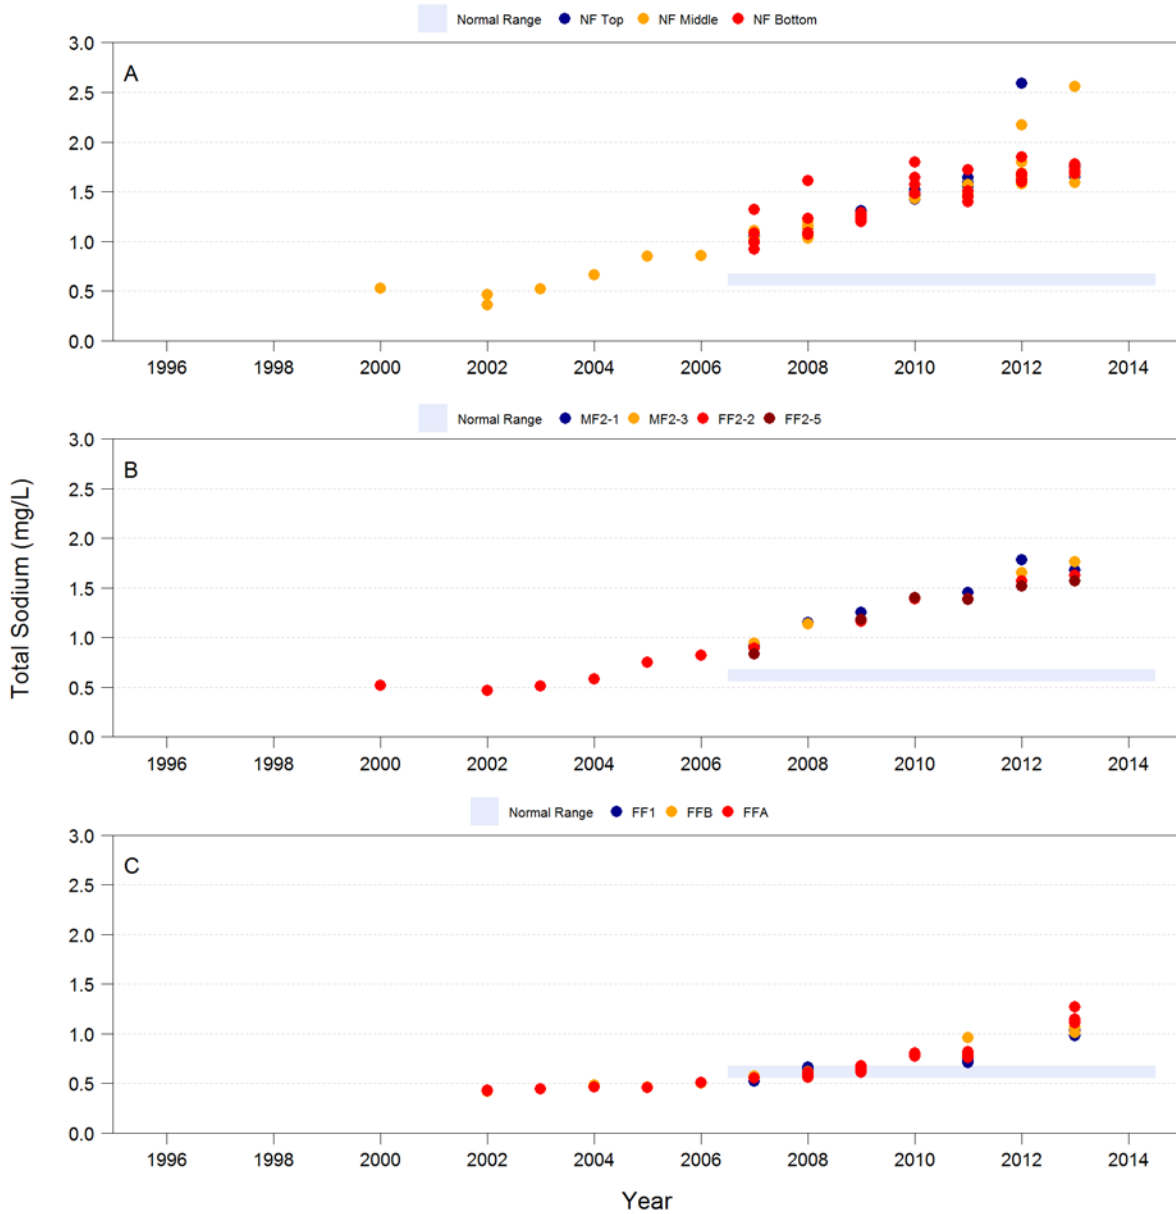 Normal Range NF Top NF Middle NF Bottom
A
3.0
2.5
2.0
1.5
1.0
0.5
0.0
1996 1998 2000 2002 2004 2006 2008 2010 2012 2014
Normal Range MF2-1 MF2-3 FF2-2 FF2-5
B
3.0
2.5
2.0
1.5
1.0
0.5
0.0
1996 1998 2000 2002 2004 2006 2008 2010 2012 2014
Total Sodium (mg/L)
Normal Range FF1 FFB FFA
C
3.0
2.5
2.0
1.5
1.0
0.5
0.0
1996 1998 2000 2002 2004 2006 2008 2010 2012 2014
Year